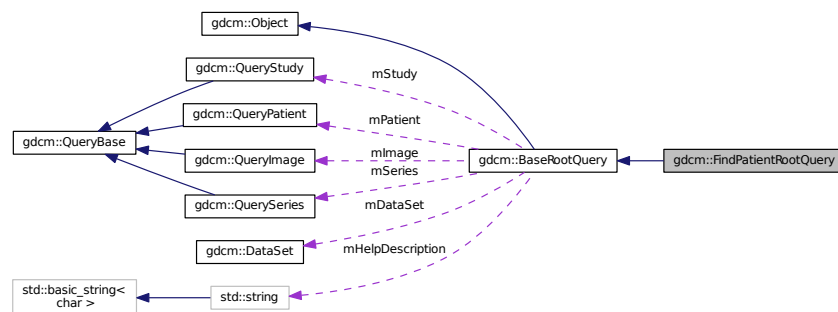 gdcm::Object
gdcm::QueryStudy
mStudy
gdcm::QueryPatient
mPatient
gdcm::QueryBase
gdcm::QueryImage
mImage
gdcm::BaseRootQuery
gdcm::FindPatientRootQuery
mSeries
gdcm::QuerySeries
mDataSet
gdcm::DataSet
mHelpDescription
std::basic_string<
char >
std::string